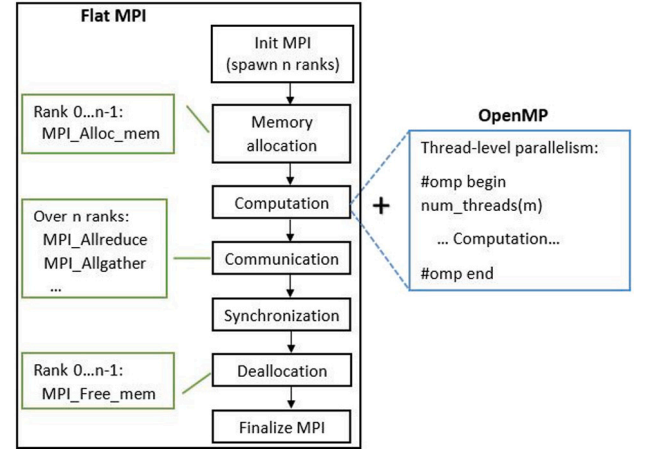 Flat MPI
Init MPI
(spawn n ranks)
Rank 0...n-1:
MPI_Alloc_mem
Memory
allocation
OpenMP
Thread-level parallelism:
#omp begin
num_threads(m)
... Computation...
#omp end
Computation
+
Over n ranks:
MPI_Allreduce
MPI_Allgather
...
Communication
Synchronization
Rank 0...n-1:
MPI_Free_mem
Deallocation
Finalize MPI